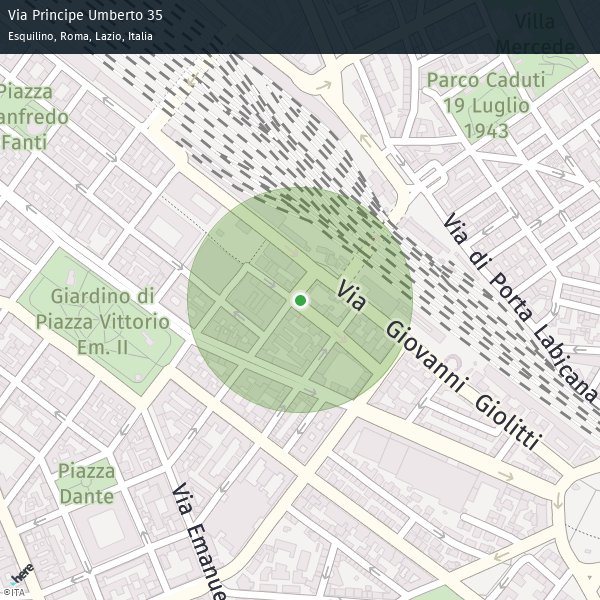 Via Principe Umberto 35
Esquilino, Roma, Lazio, Italia
Villa
Mercede
Parco Caduti
19 Luglio
1943
Piazza
anfredo
Fanti
Via di Porta Labicana
Giardino di
Piazza Vittorio
Em. II
Via Giovanni Giolitti
Piazza
Dante
Via Emanue
here
©ITA